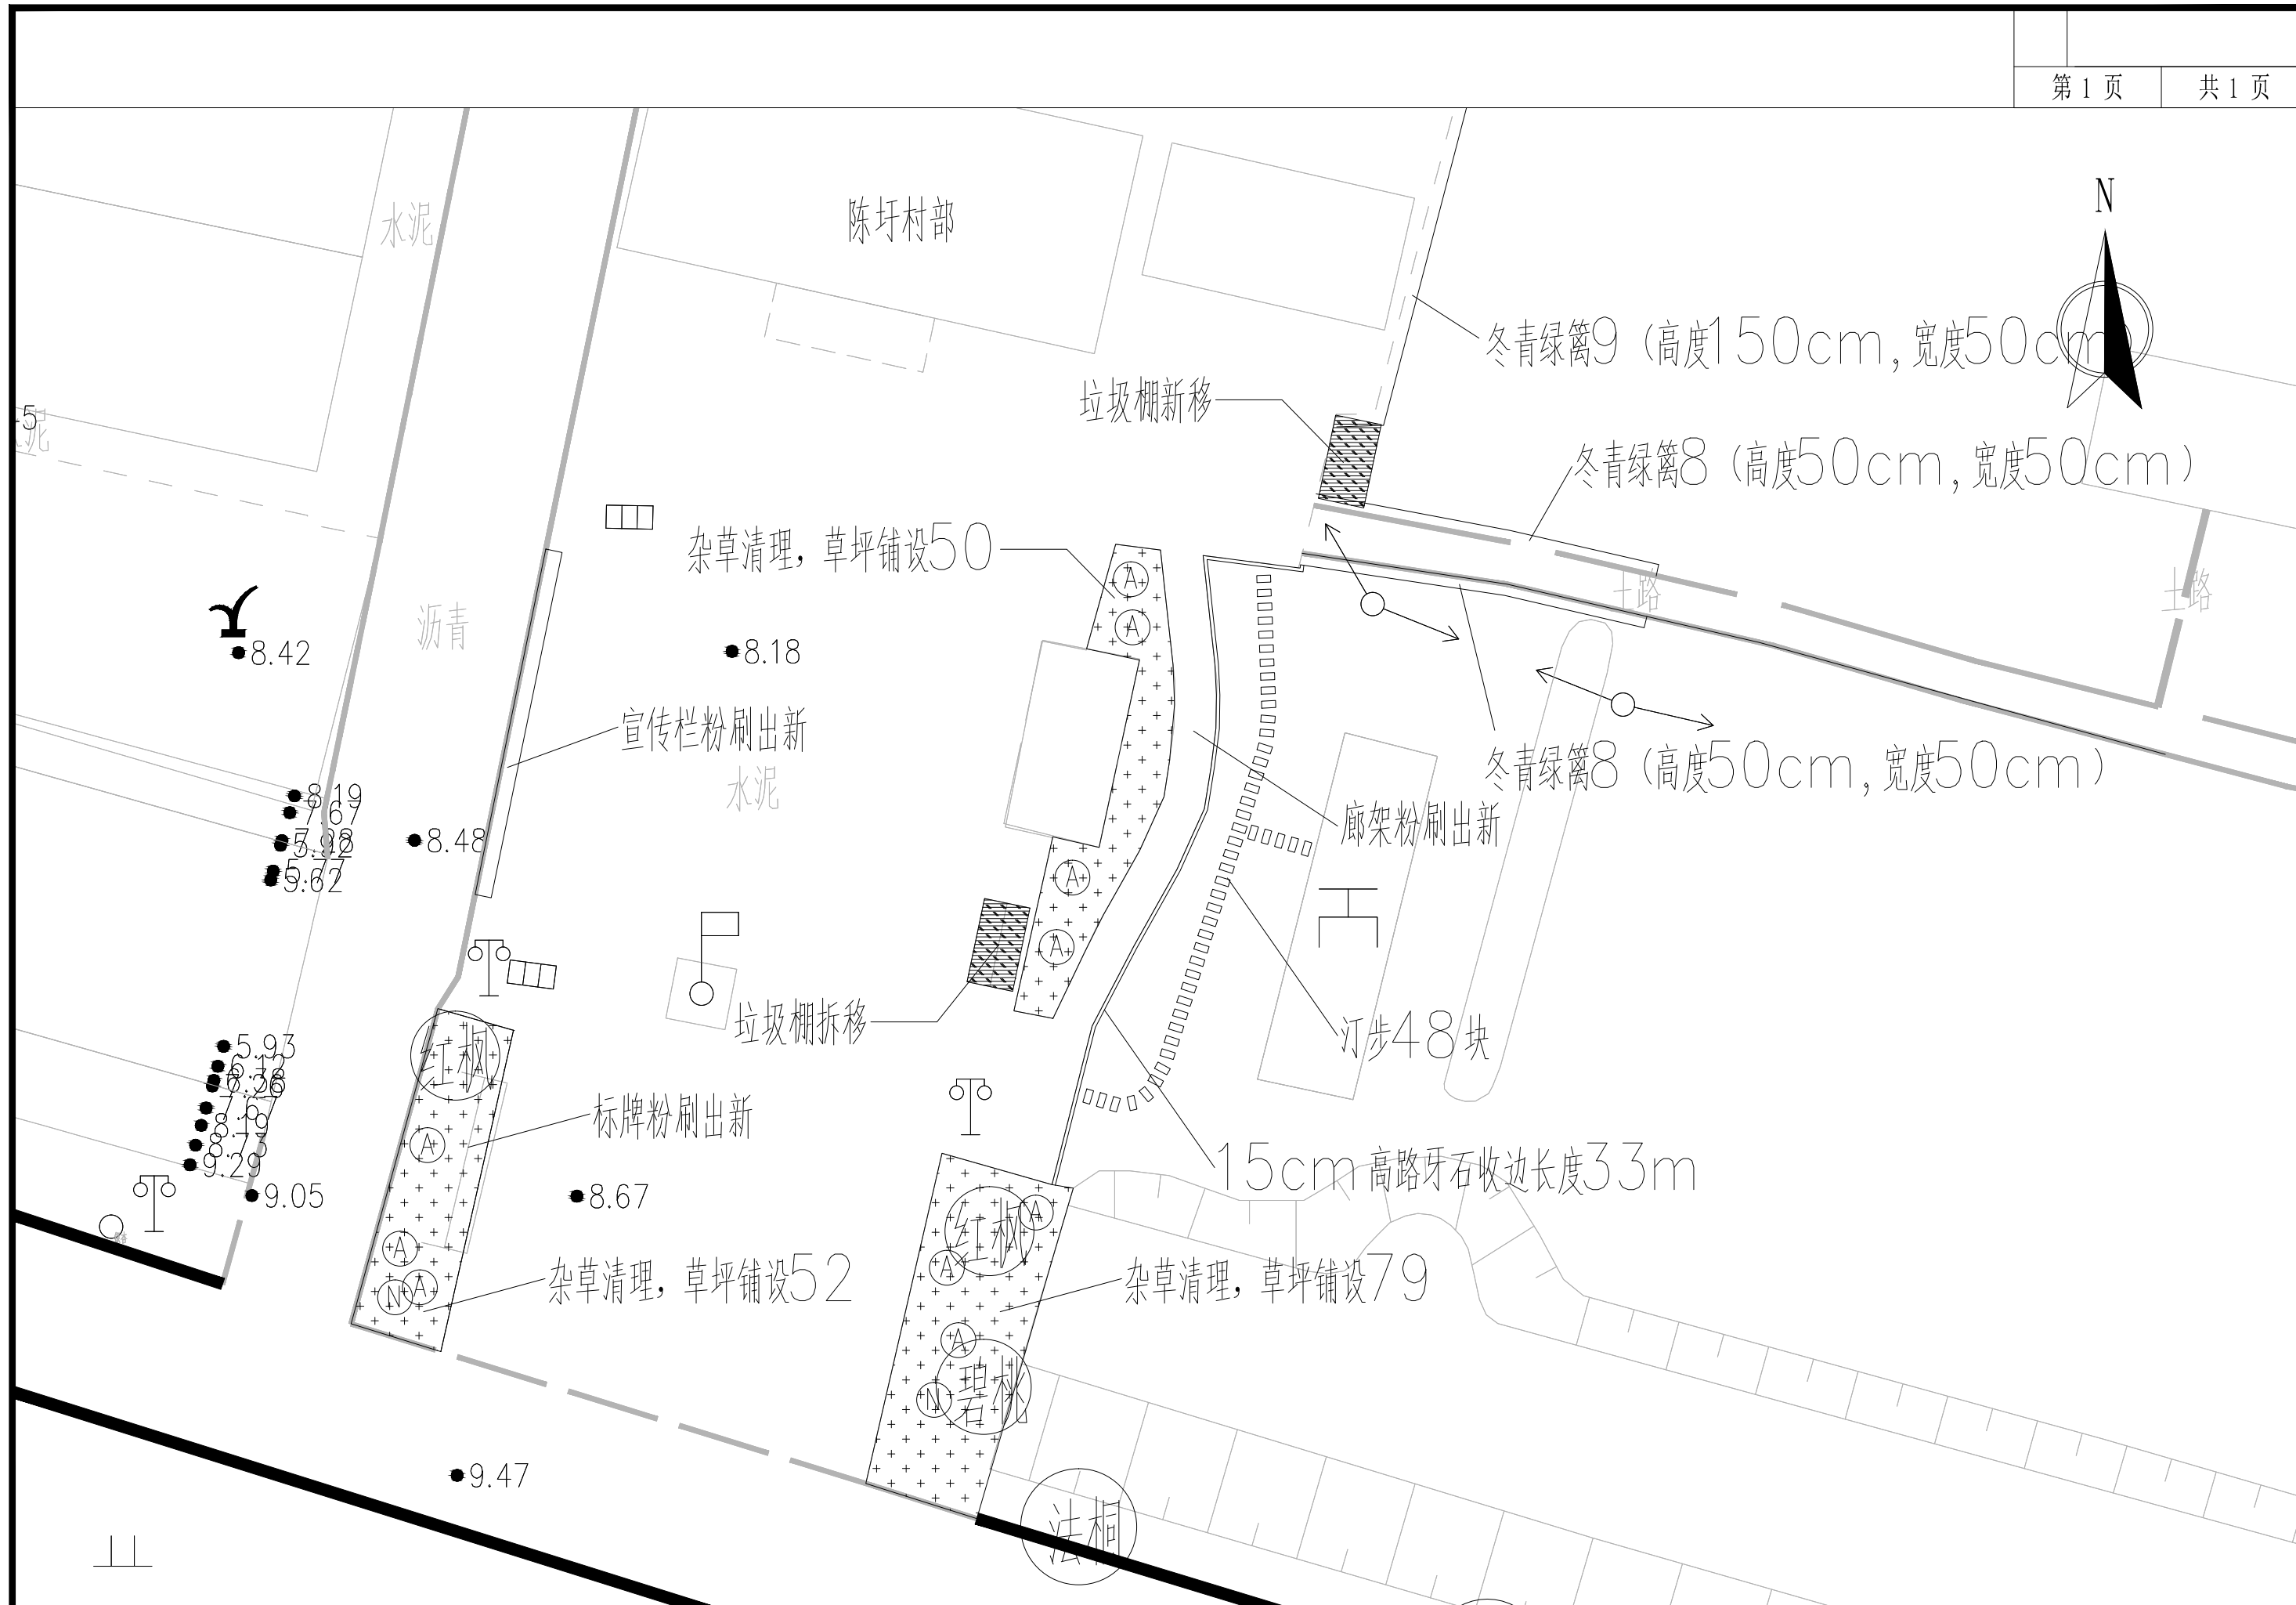 第 1 页
共 1 页
N
水泥
陈圩村部
冬青绿篱9（高度150cm,宽度50cm
垃圾棚新移
冬青绿篱8（高度50cm,宽度50cm）
杂草清理，草坪铺设50
A
A
土路
土路
沥青
8.42
8.18
宣传栏粉刷出新
水泥
冬青绿篱8（高度50cm,宽度50cm）
8.19
7.67
廊架粉刷出新
8.48
5.62
A
A
垃圾棚拆移
汀步48块
红枫
5.93
标牌粉刷出新
A
15cm高路牙石收边长度33m
9.29
9.05
8.67
红枫
A
A
A
A
N
杂草清理，草坪铺设52
杂草清理，草坪铺设79
A
碧桃
N
9.47
法桐